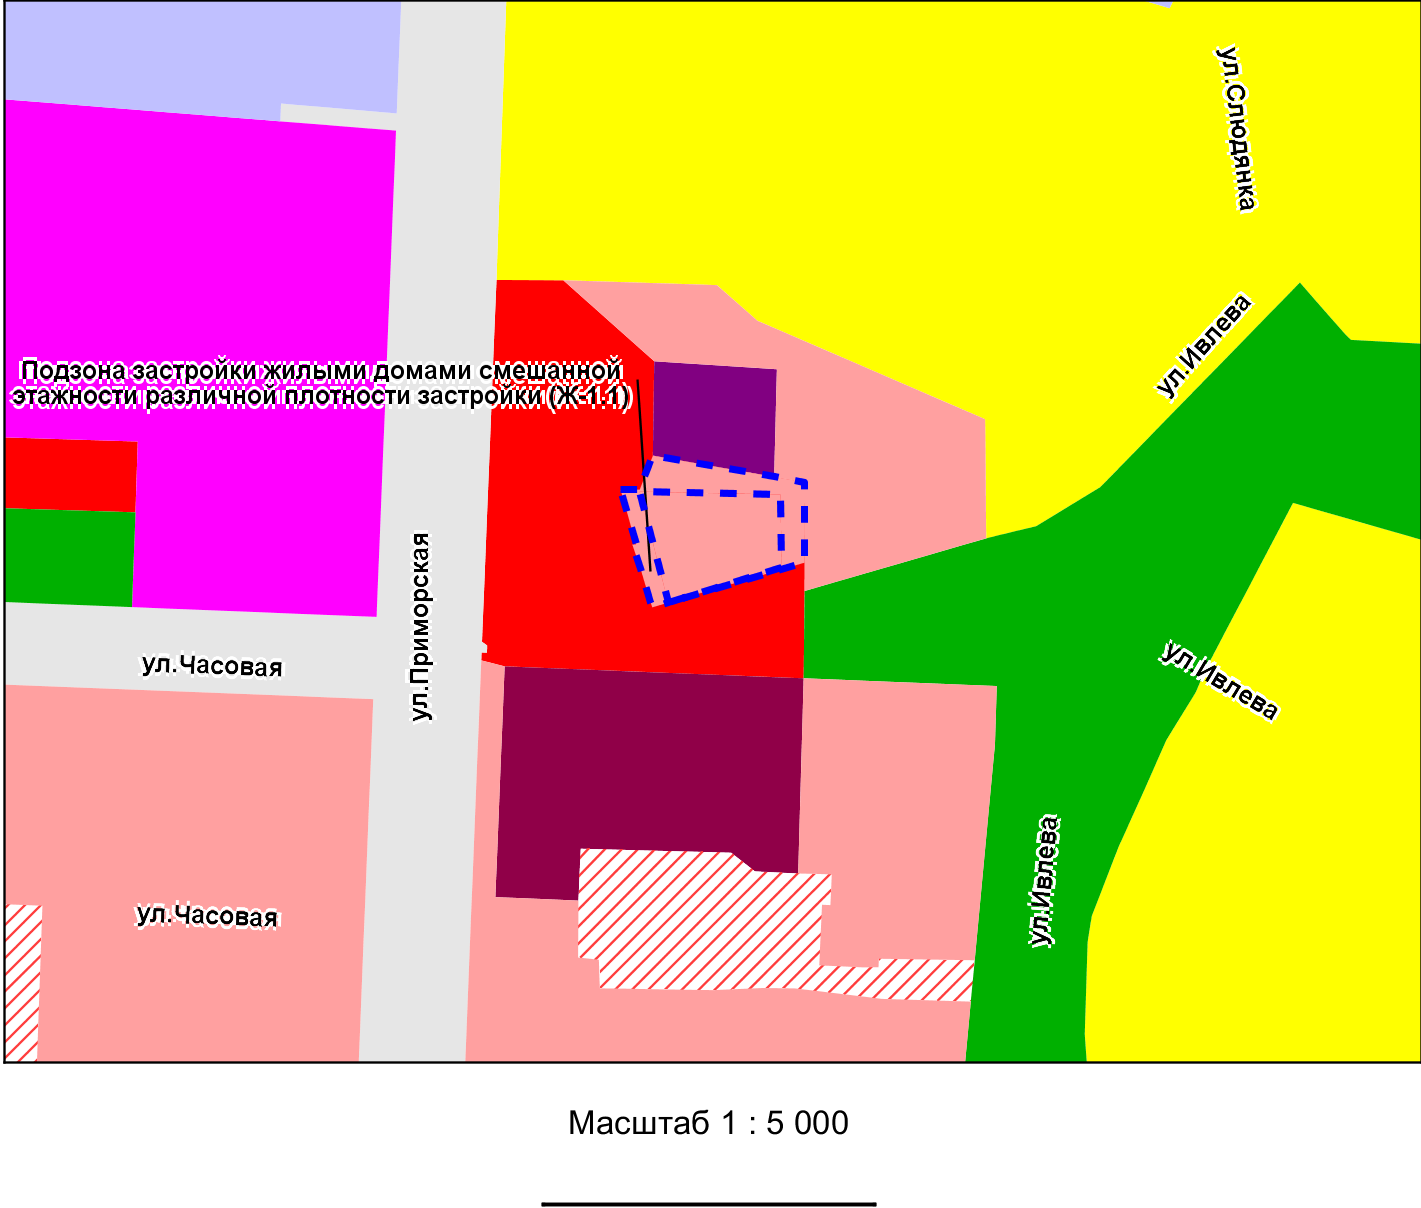 ул.Слюдянка
ул.Ивлева
Подзона застройки жилыми домами смешанной
этажности различной плотности застройки (Ж-1.1)
ул.Приморская
ул.Часовая
ул.Ивлева
ул.Ивлева
ул.Часовая
Масштаб 1 : 5 000